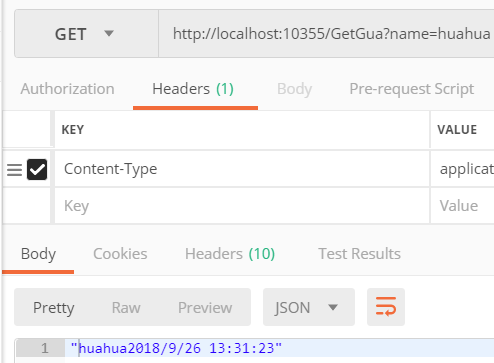 GET http://localhost:10355/GetGua?name=huahua
Authorization Headers (1) Body Pre-request Script
KEY VALUE
Content-Type applicat
Key Value
Body Cookies Headers (10) Test Results
Pretty Raw Preview JSON
1 "huahua2018/9/26 13:31:23"